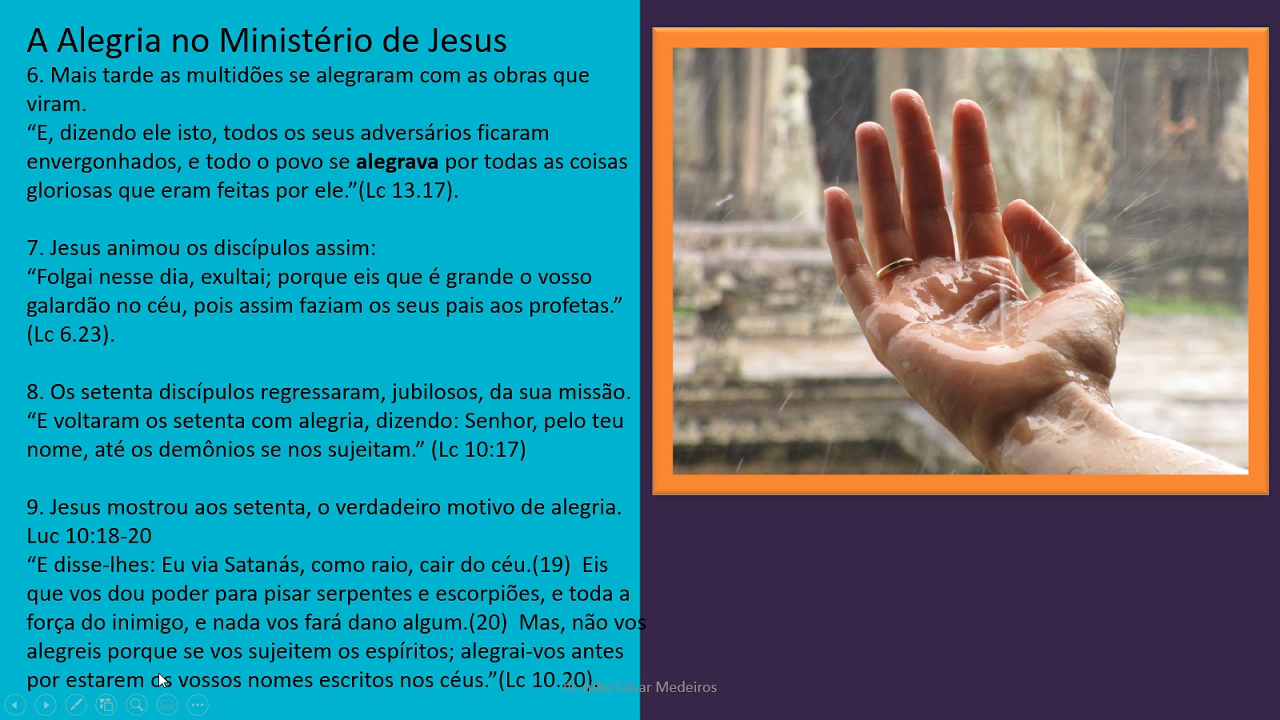 A Alegria no Ministério de Jesus
6. Mais tarde as multidões se alegraram com as obras que
viram.
“E, dizendo ele isto, todos os seus adversários ficaram
envergonhados, e todo o povo se alegrava por todas as coisas
gloriosas que eram feitas por ele.”(Lc 13.17).
7. Jesus animou os discípulos assim:
“Folgai nesse dia, exultai; porque eis que é grande o vosso
galardão no céu, pois assim faziam os seus pais aos profetas.”
(Lc 6.23).
8. Os setenta discípulos regressaram, jubilosos, da sua missão.
“E voltaram os setenta com alegria, dizendo: Senhor, pelo teu
nome, até os demônios se nos sujeitam.” (Lc 10:17)
9. Jesus mostrou aos setenta, o verdadeiro motivo de alegria.
Luc 10:18-20
“E disse-lhes: Eu via Satanás, como raio, cair do céu.(19)  Eis
que vos dou poder para pisar serpentes e escorpiões, e toda a
força do inimigo, e nada vos fará dano algum.(20)  Mas, não vos
alegreis porque se vos sujeitem os espíritos; alegrai-vos antes
por estarem os vossos nomes escritos nos céus.”(Lc 10.20).
César Medeiros